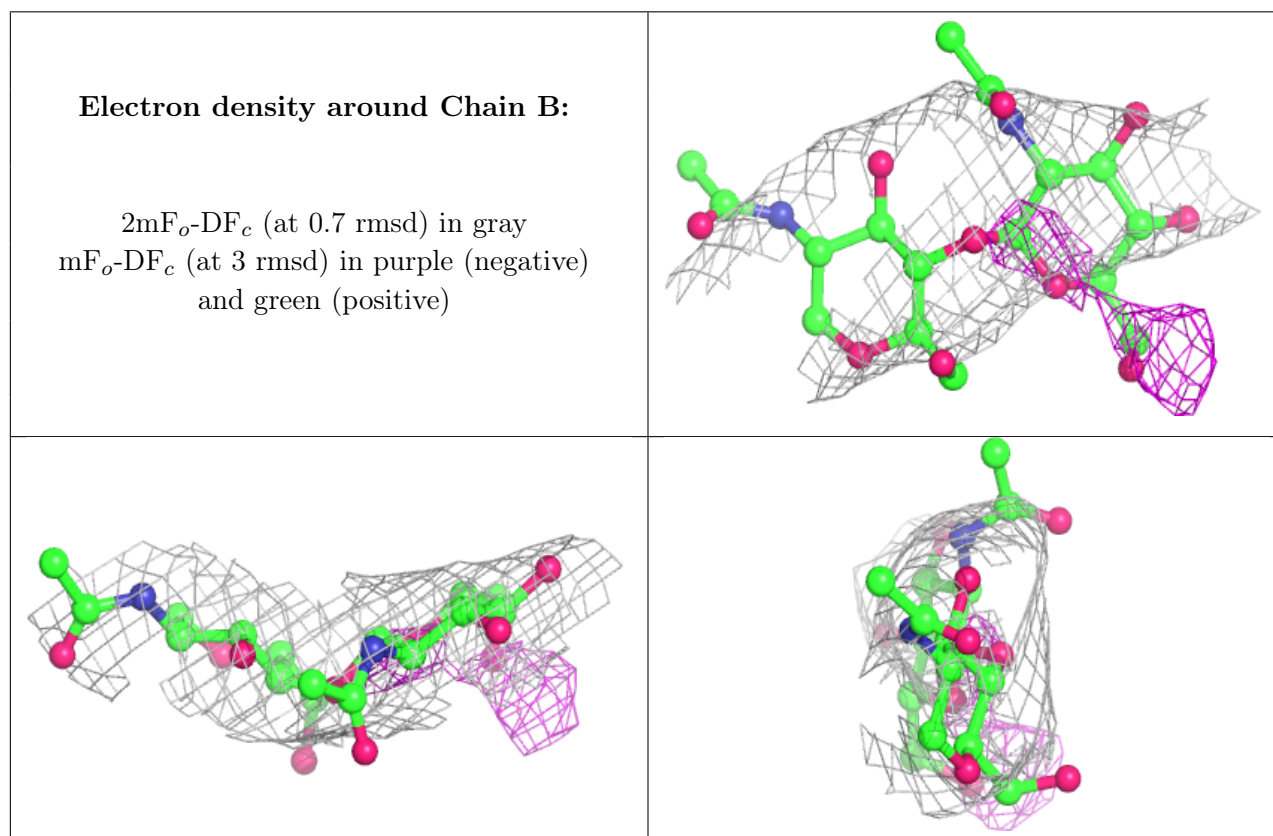 Electron density around Chain B:
2mFₒ-DF𝒸 (at 0.7 rmsd) in gray
mFₒ-DF𝒸 (at 3 rmsd) in purple (negative)
and green (positive)